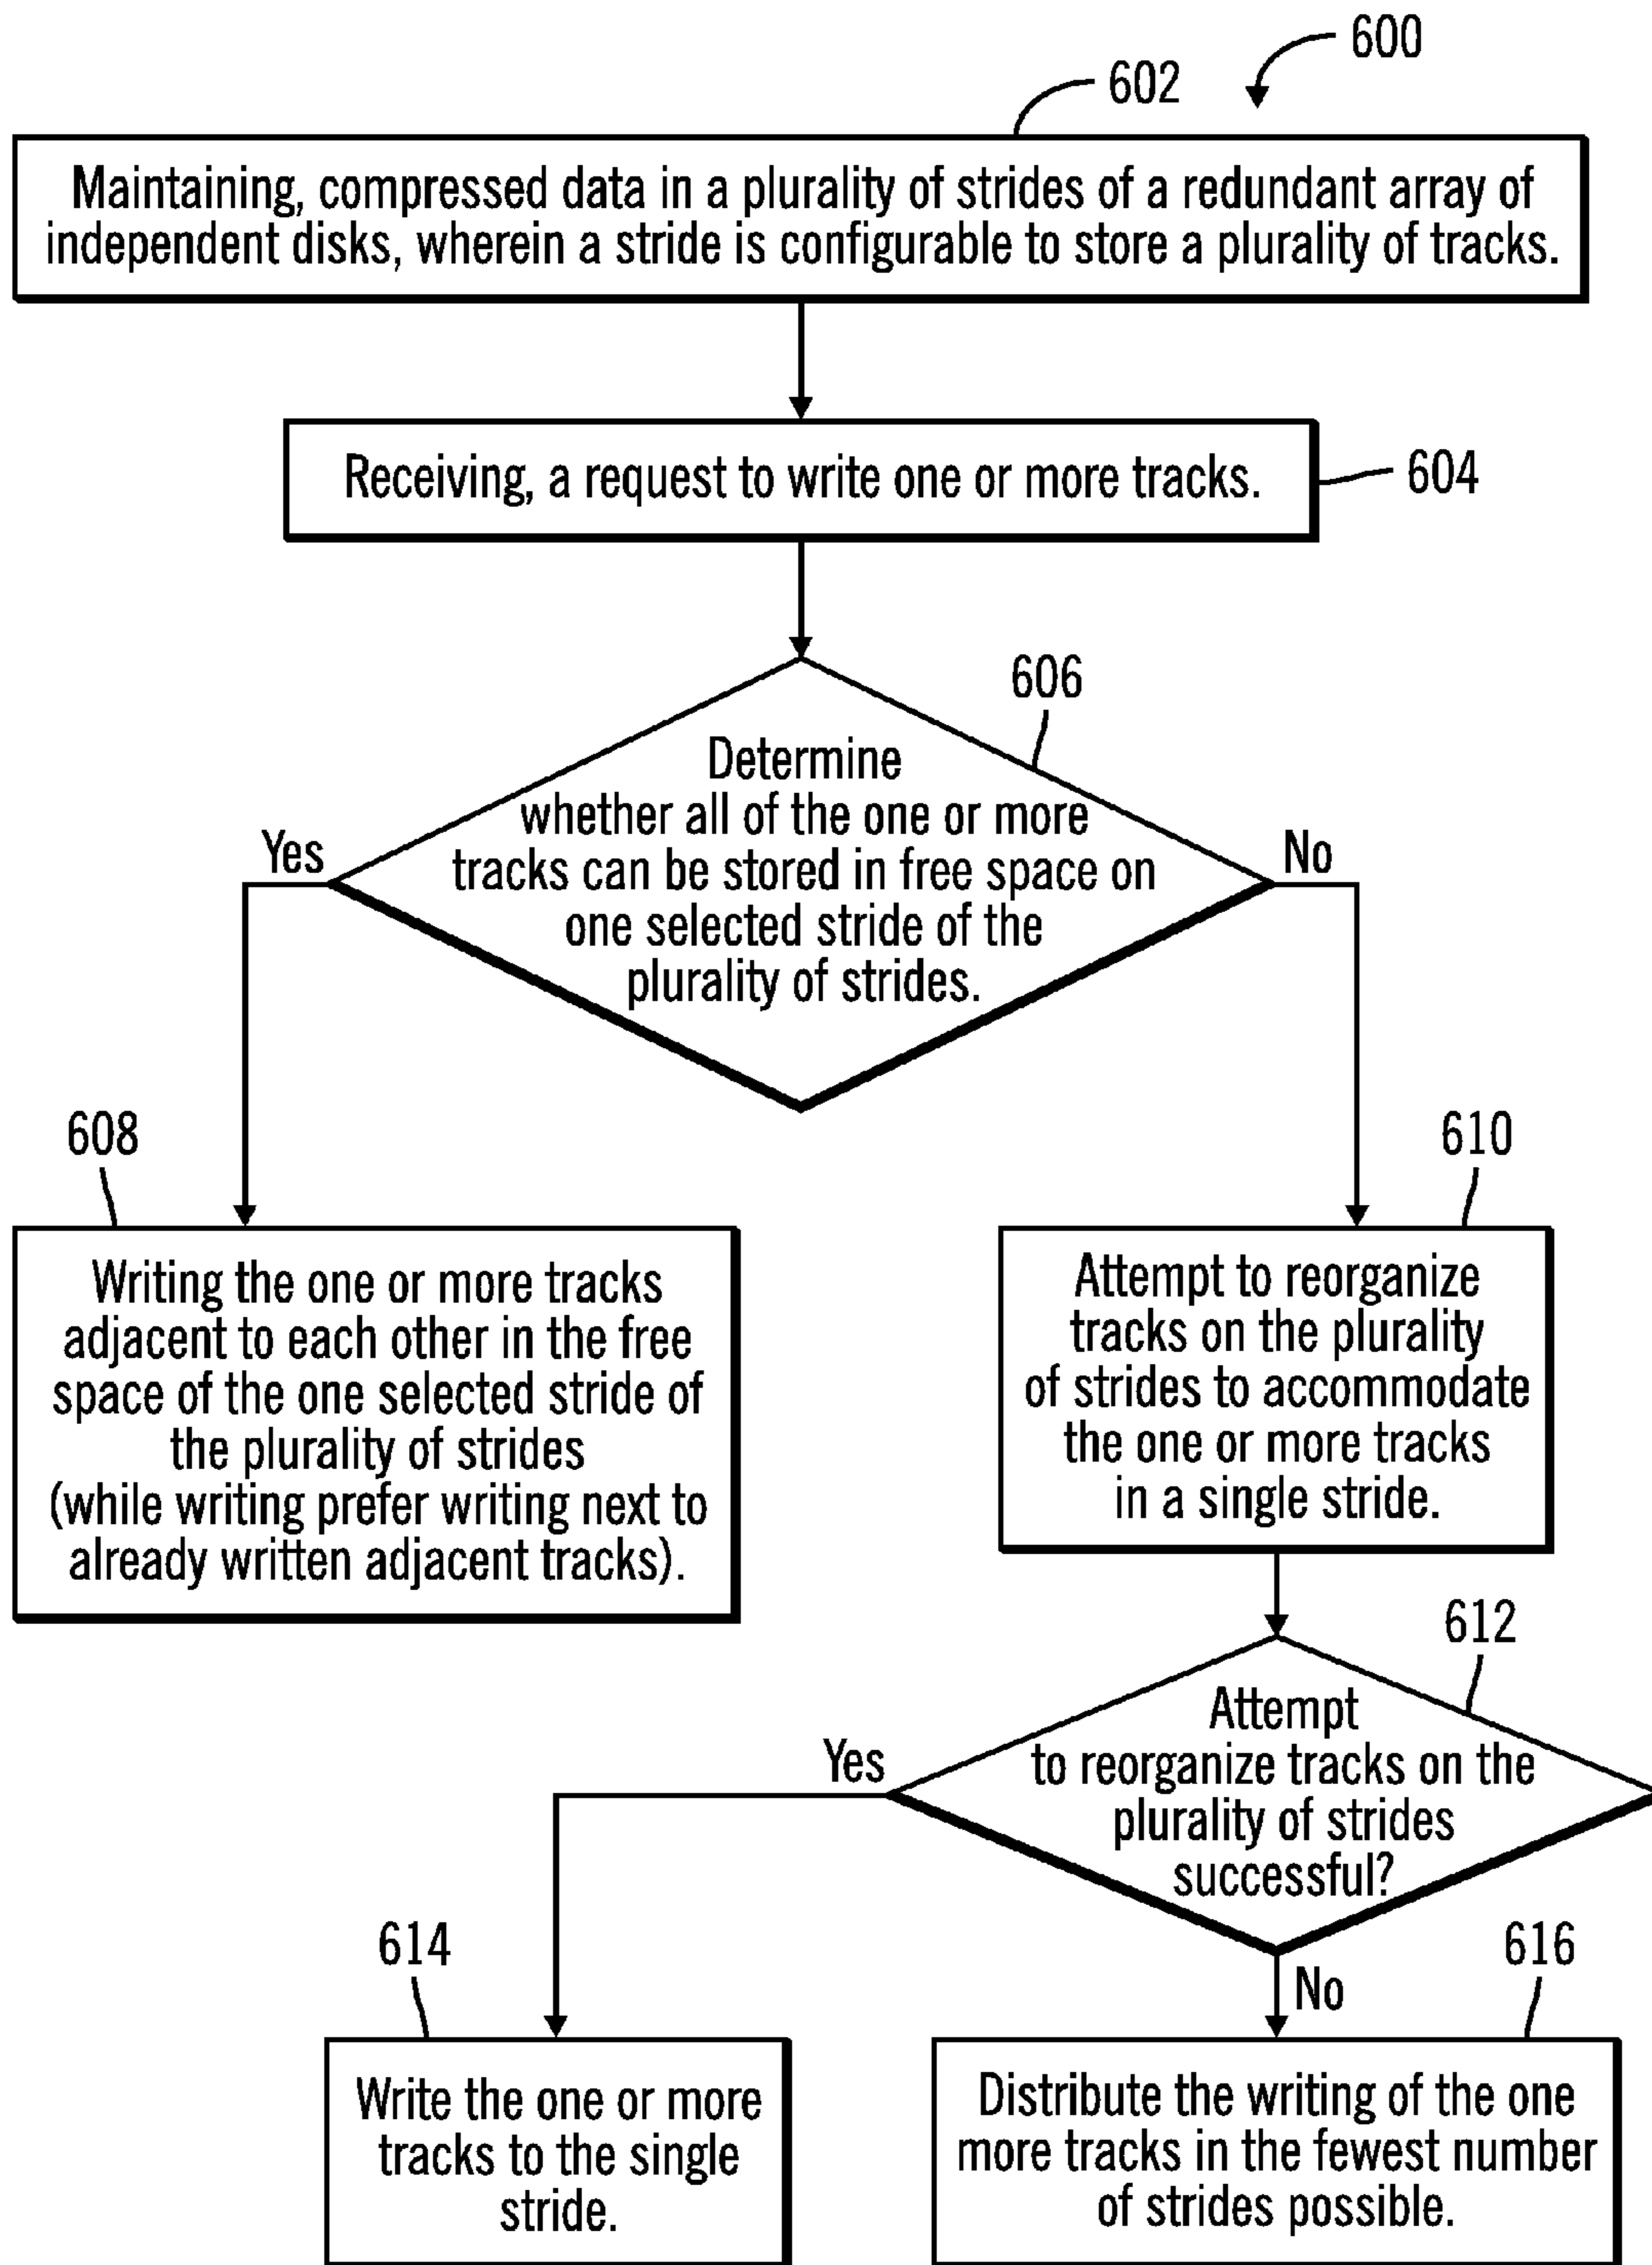 600
602
Maintaining, compressed data in a plurality of strides of a redundant array of
independent disks, wherein a stride is configurable to store a plurality of tracks.
Receiving, a request to write one or more tracks.
604
606
Determine
whether all of the one or more
tracks can be stored in free space on
one selected stride of the
plurality of strides.
Yes
No
608
Writing the one or more tracks
adjacent to each other in the free
space of the one selected stride of
the plurality of strides
(while writing prefer writing next to
already written adjacent tracks).
610
Attempt to reorganize
tracks on the plurality
of strides to accommodate
the one or more tracks
in a single stride.
612
Attempt
to reorganize tracks on the
plurality of strides
successful?
Yes
No
614
Write the one or more
tracks to the single
stride.
616
Distribute the writing of the one
more tracks in the fewest number
of strides possible.